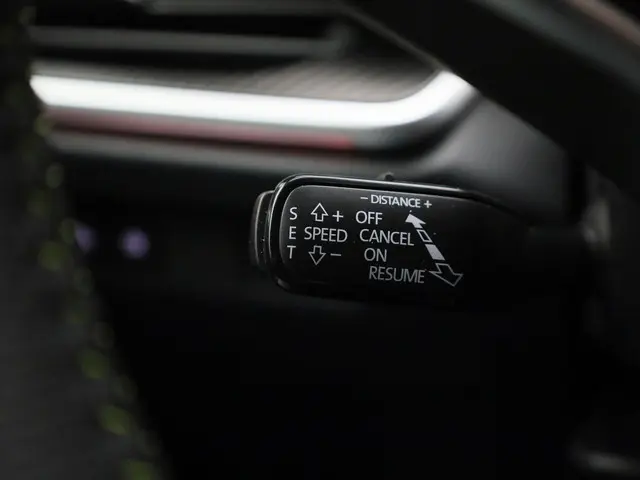 − DISTANCE +
S + OFF
E SPEED CANCEL
T − ON
RESUME